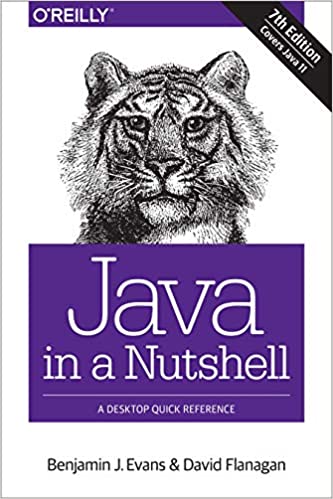 O'REILLY®
7th Edition
Covers Java 11
Java
in a Nutshell
A DESKTOP QUICK REFERENCE
Benjamin J. Evans & David Flanagan